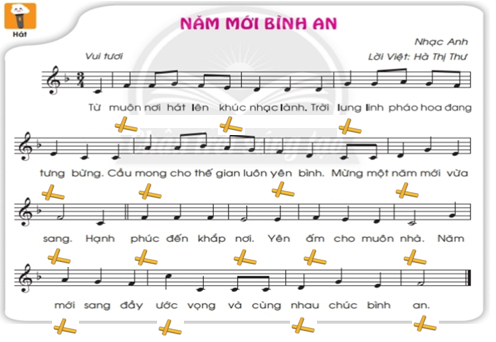 Hát
NĂM MỚI BÌNH AN
Vui tươi
Nhạc Anh
Lời Việt: Hà Thị Thư
3
4
Từ muôn nơi hát lên khúc nhạc lành. Trời lung linh pháo hoa đang
tưng bừng. Cầu mong cho thế gian luôn yên bình. Mừng một năm mới vừa
sang. Hạnh phúc đến khắp nơi. Yên ấm cho muôn nhà. Năm
mới sang đầy ước vọng và cùng nhau chúc bình an.